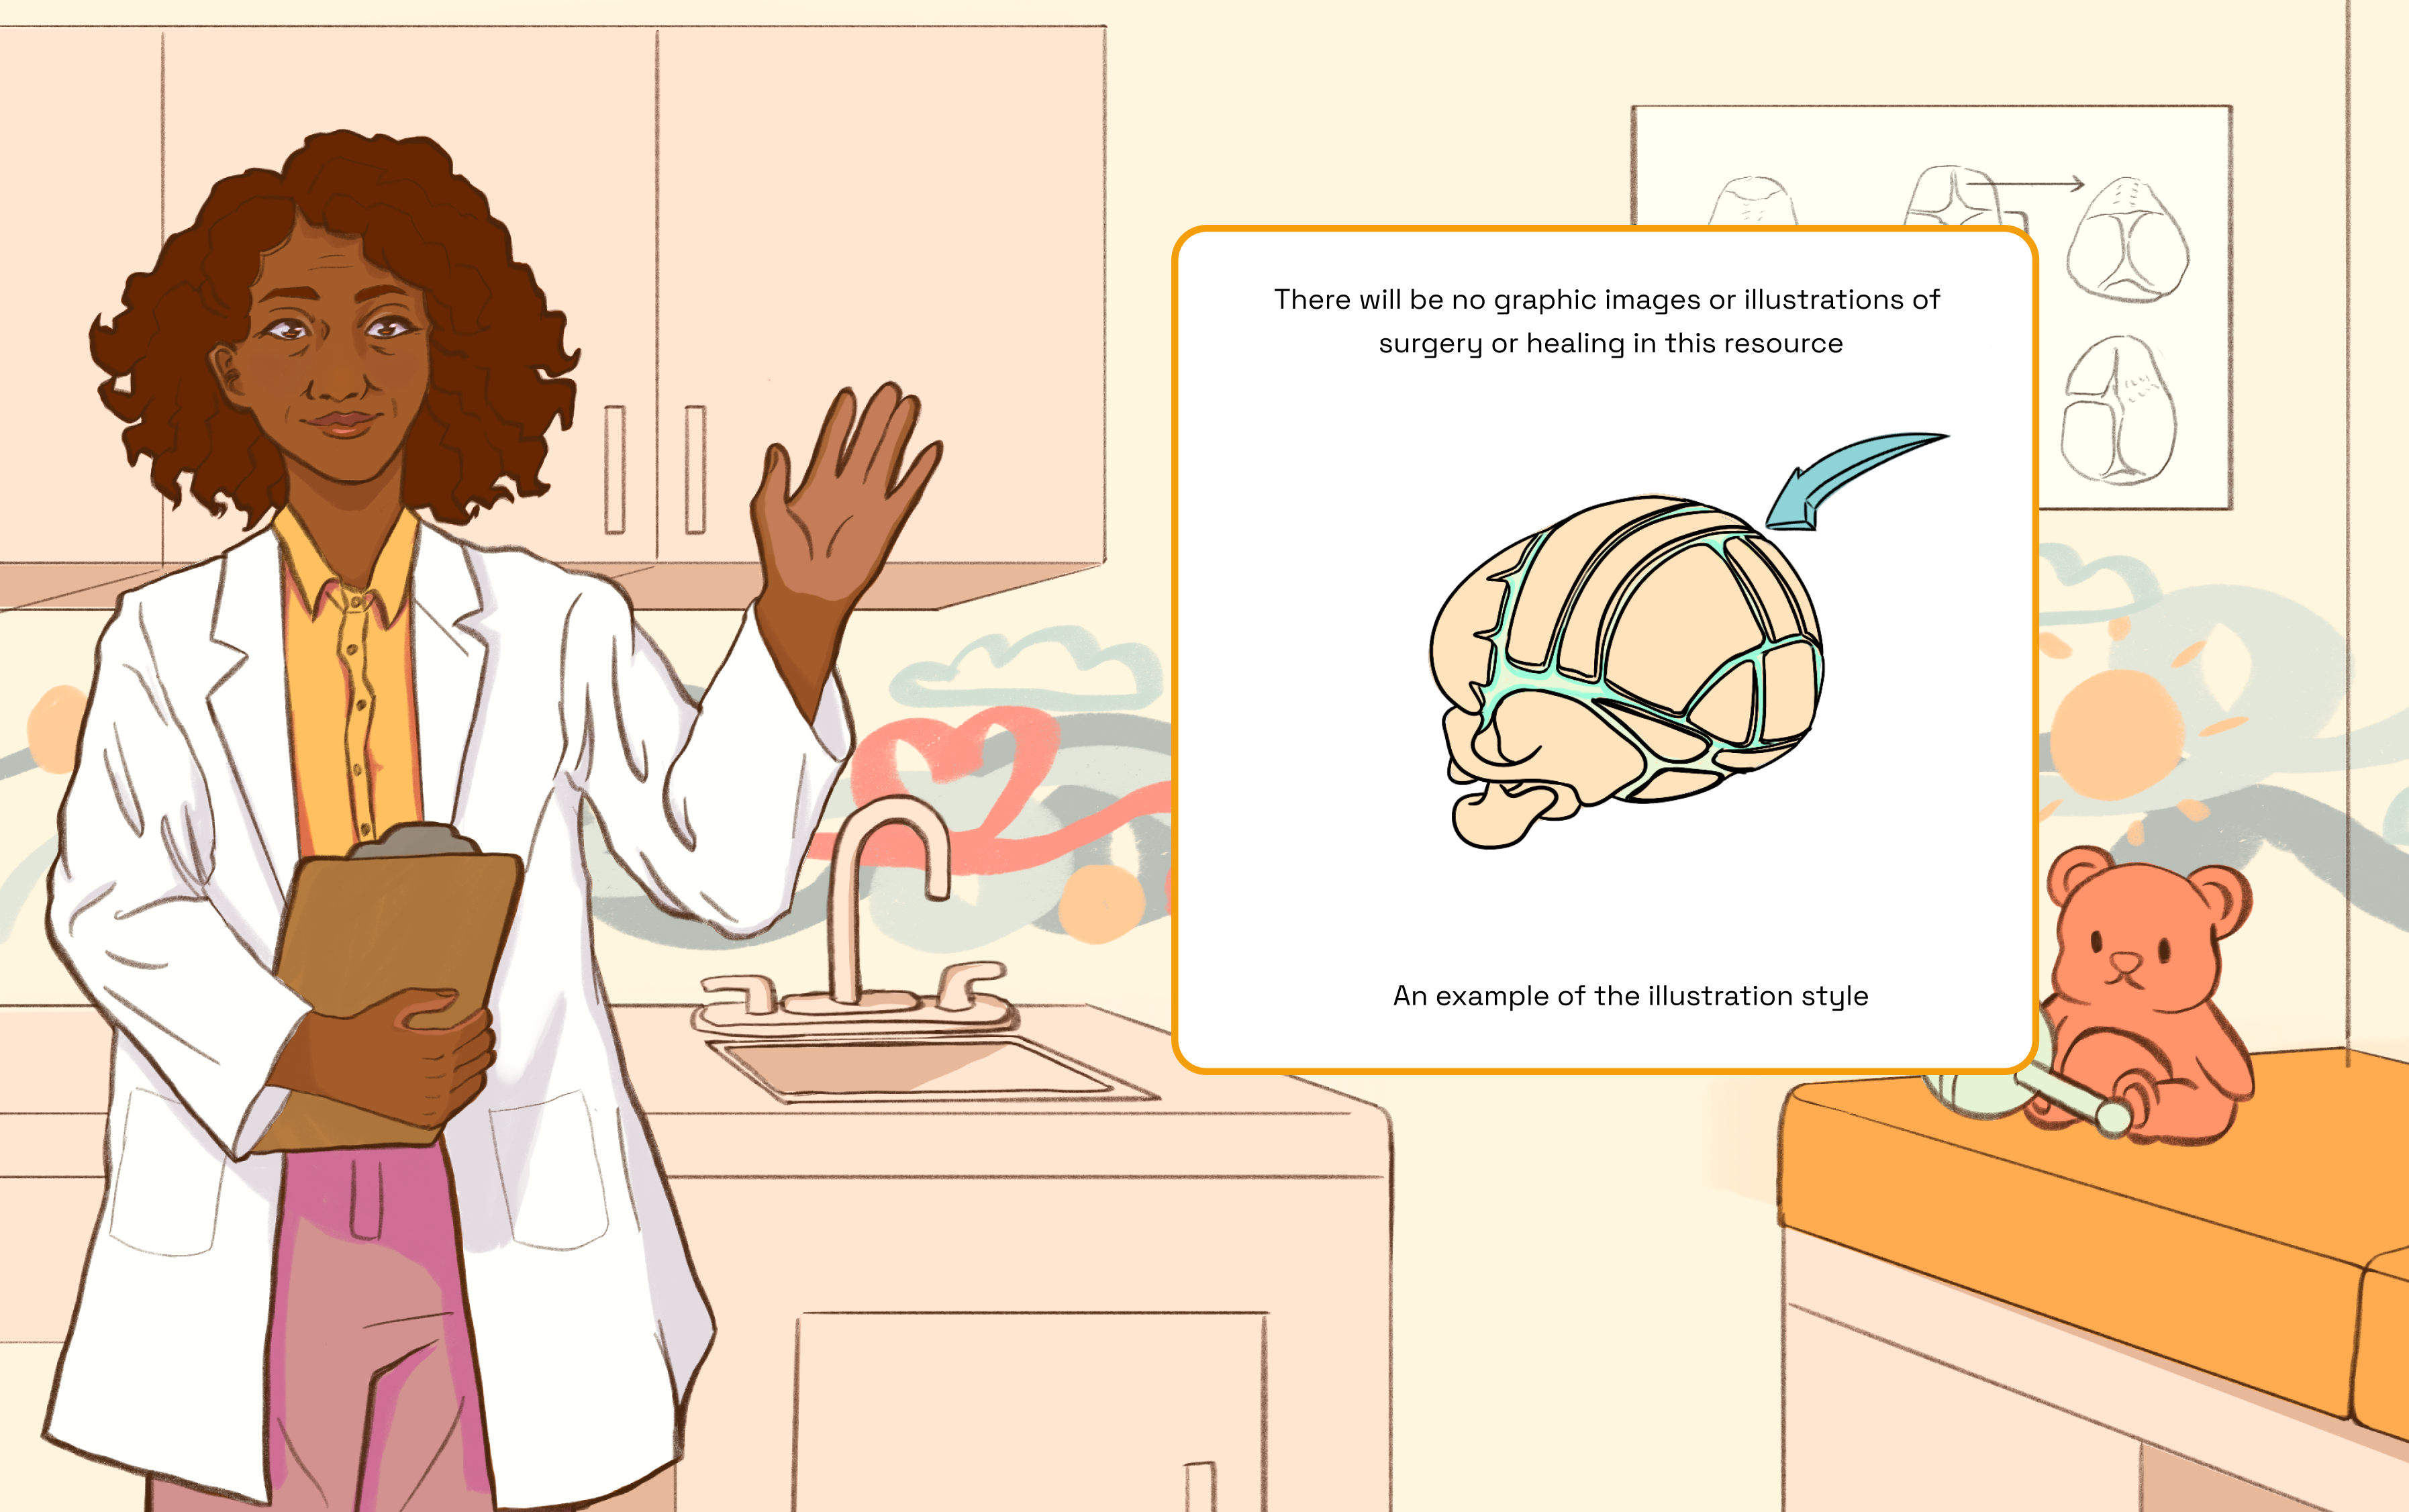 There will be no graphic images or illustrations of
surgery or healing in this resource
An example of the illustration style